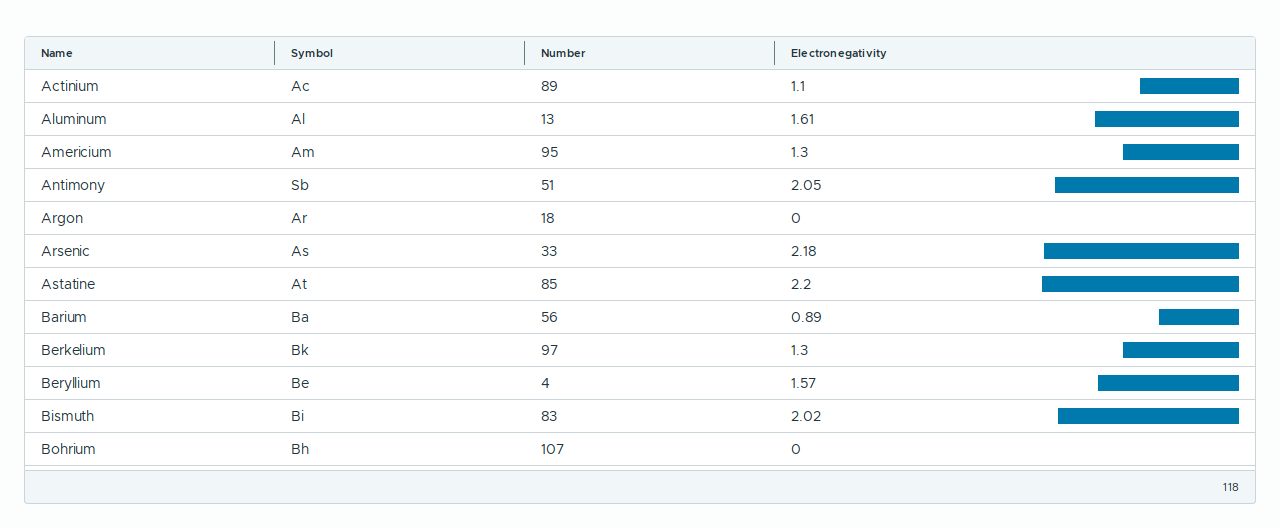 Name Symbol Number Electronegativity
Actinium Ac 89 1.1
Aluminum Al 13 1.61
Americium Am 95 1.3
Antimony Sb 51 2.05
Argon Ar 18 0
Arsenic As 33 2.18
Astatine At 85 2.2
Barium Ba 56 0.89
Berkelium Bk 97 1.3
Beryllium Be 4 1.57
Bismuth Bi 83 2.02
Bohrium Bh 107 0
118